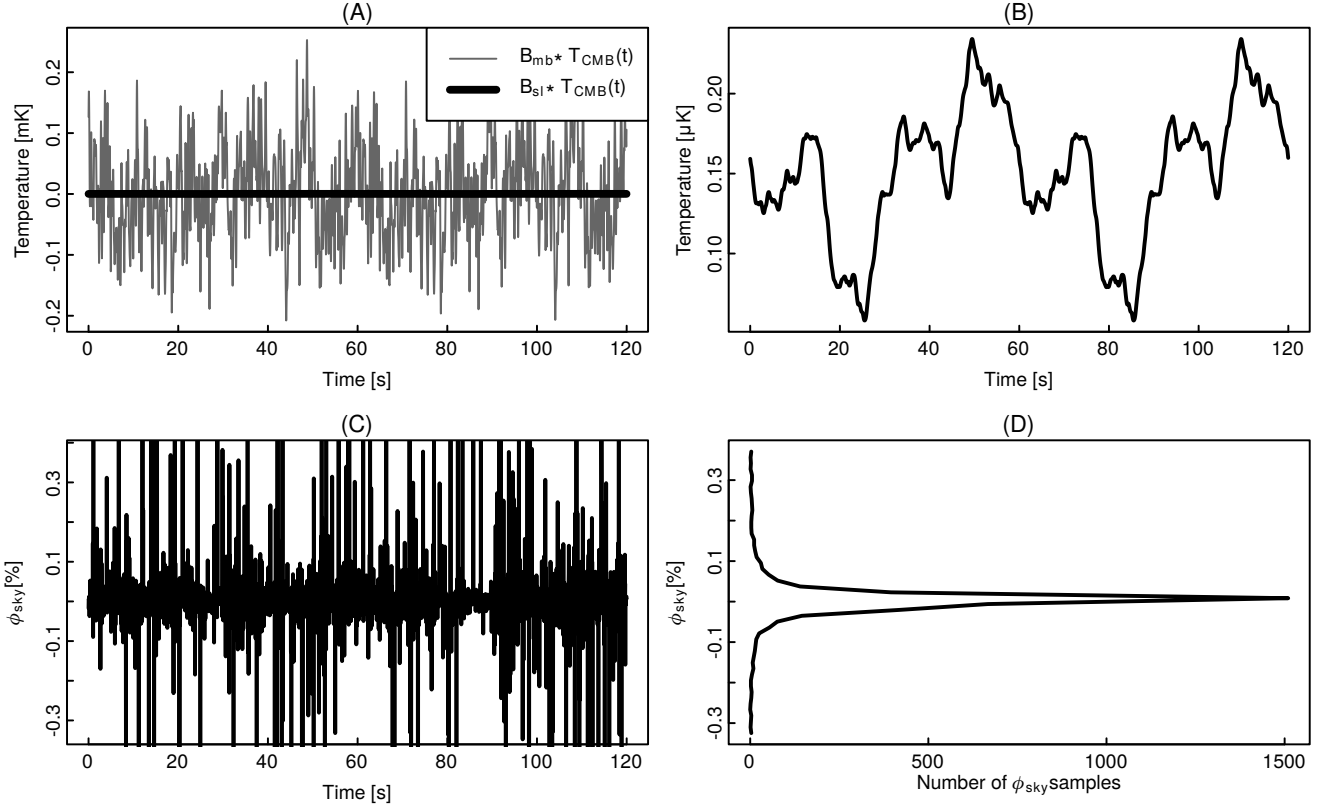 (A)
Temperature [mK]
0.2
0.1
0.0
-0.1
-0.2
B_mb * T_CMB(t)
B_sl * T_CMB(t)
0 20 40 60 80 100 120
Time [s]
(B)
Temperature [µK]
0.20
0.15
0.10
0 20 40 60 80 100 120
Time [s]
(C)
ϕ_sky[%]
0.3
0.1
-0.1
-0.3
0 20 40 60 80 100 120
Time [s]
(D)
ϕ_sky[%]
0.3
0.1
-0.1
-0.3
0 500 1000 1500
Number of ϕ_sky samples